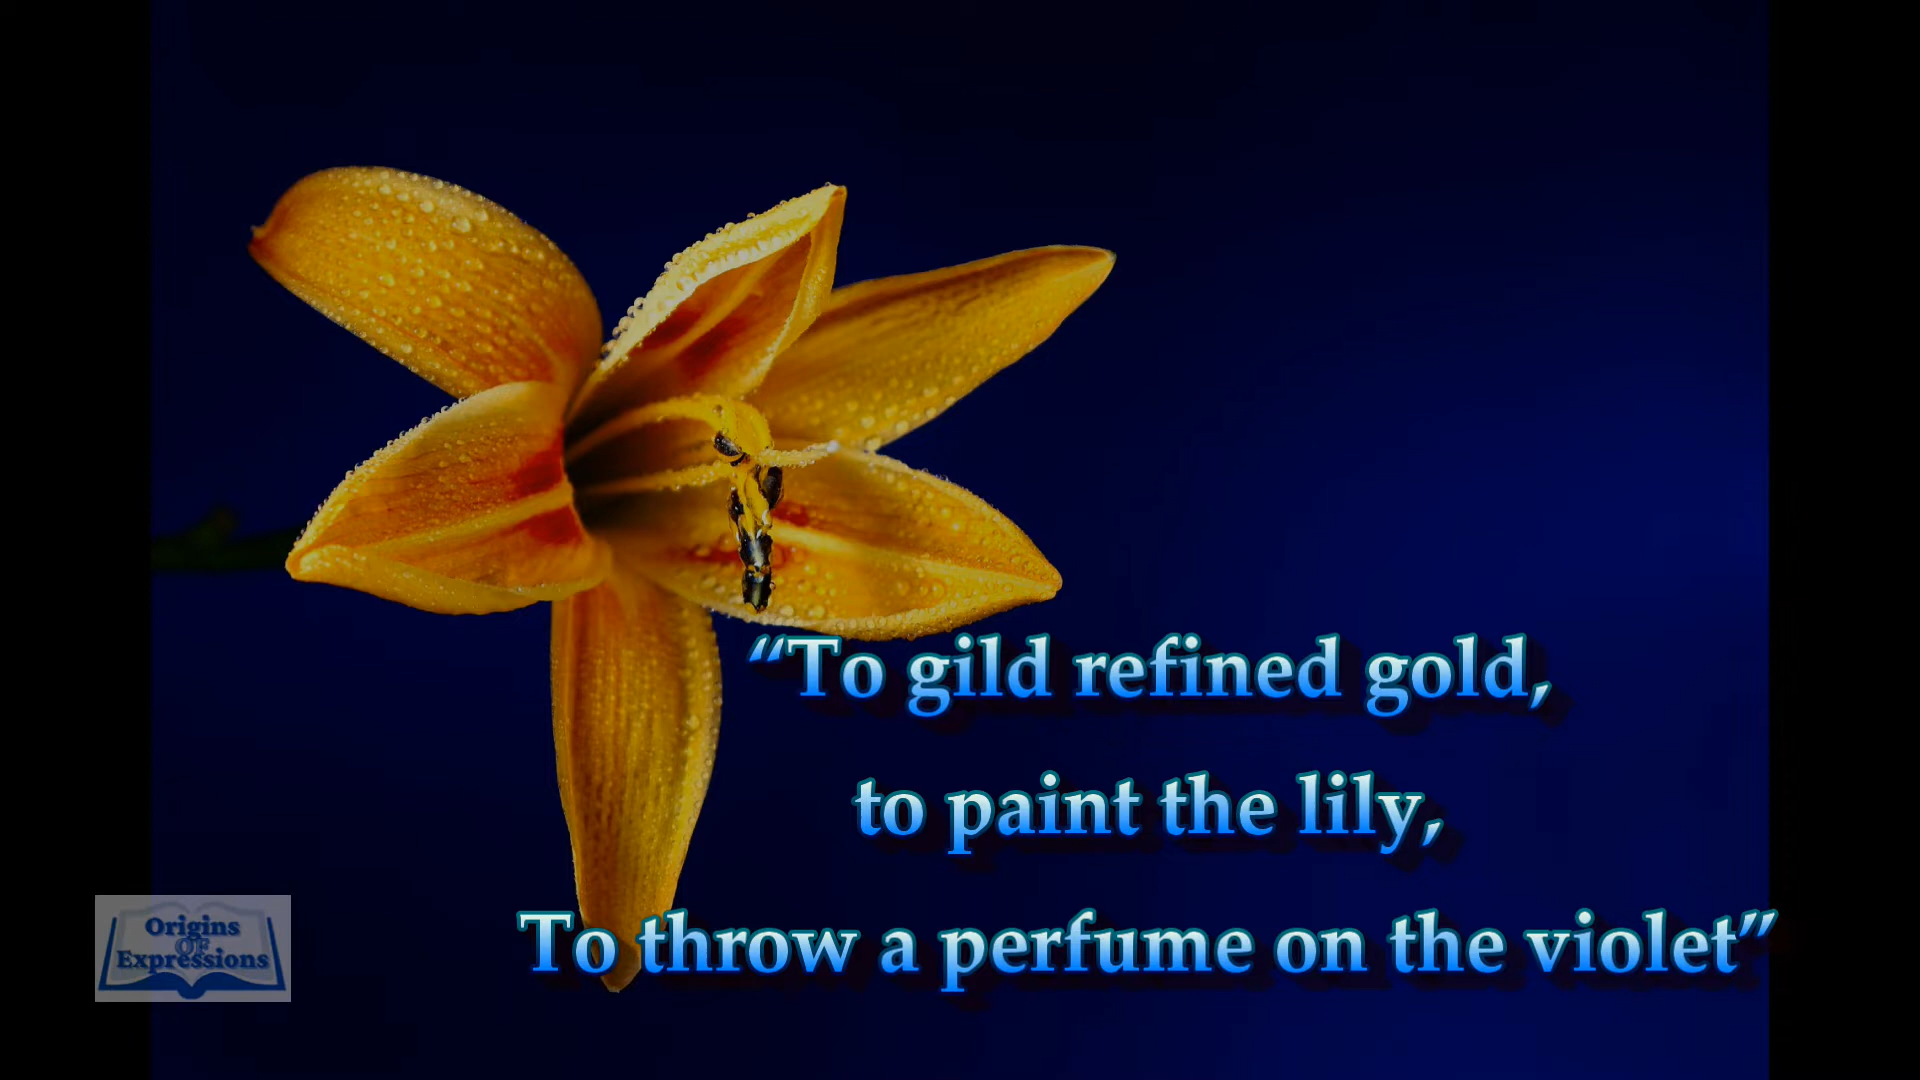 “To gild refined gold,
to paint the lily,
To throw a perfume on the violet”
Origins
OF
Expressions